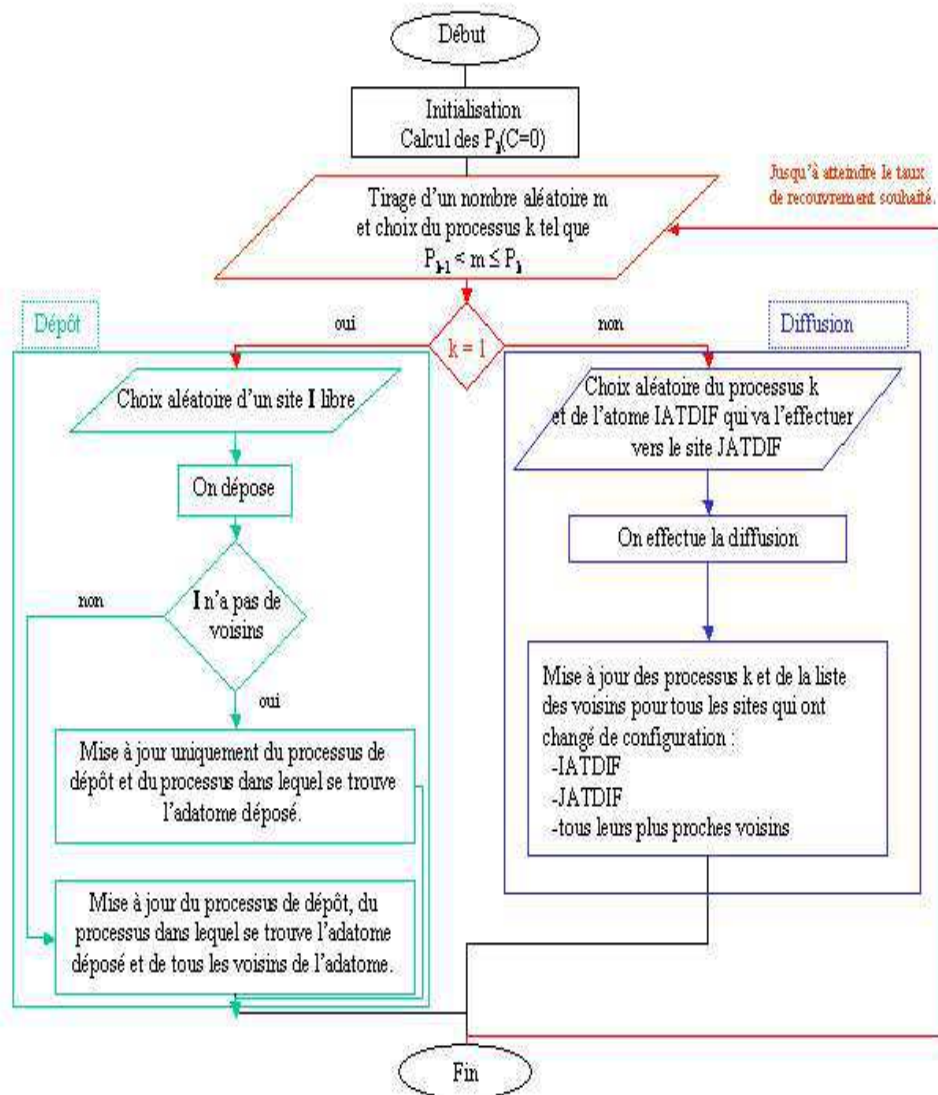 Début
Initialisation
Calcul des Pₖ(C=0)
Jusqu'à atteindre le taux
de recouvrement souhaité.
Tirage d'un nombre aléatoire m
et choix du processus k tel que
Pₖ₋₁ < m ≤ Pₖ
Dépôt
oui
k = 1
non
Diffusion
Choix aléatoire d'un site I libre
On dépose
I n'a pas de
voisins
non
oui
Mise à jour uniquement du processus de
dépôt et du processus dans lequel se trouve
l'adatome déposé.
Mise à jour du processus de dépôt, du
processus dans lequel se trouve l'adatome
déposé et de tous les voisins de l'adatome.
Choix aléatoire du processus k
et de l'atome IATDIF qui va l'effectuer
vers le site JATDIF
On effectue la diffusion
Mise à jour des processus k et de la liste
des voisins pour tous les sites qui ont
changé de configuration :
-IATDIF
-JATDIF
-tous leurs plus proches voisins
Fin